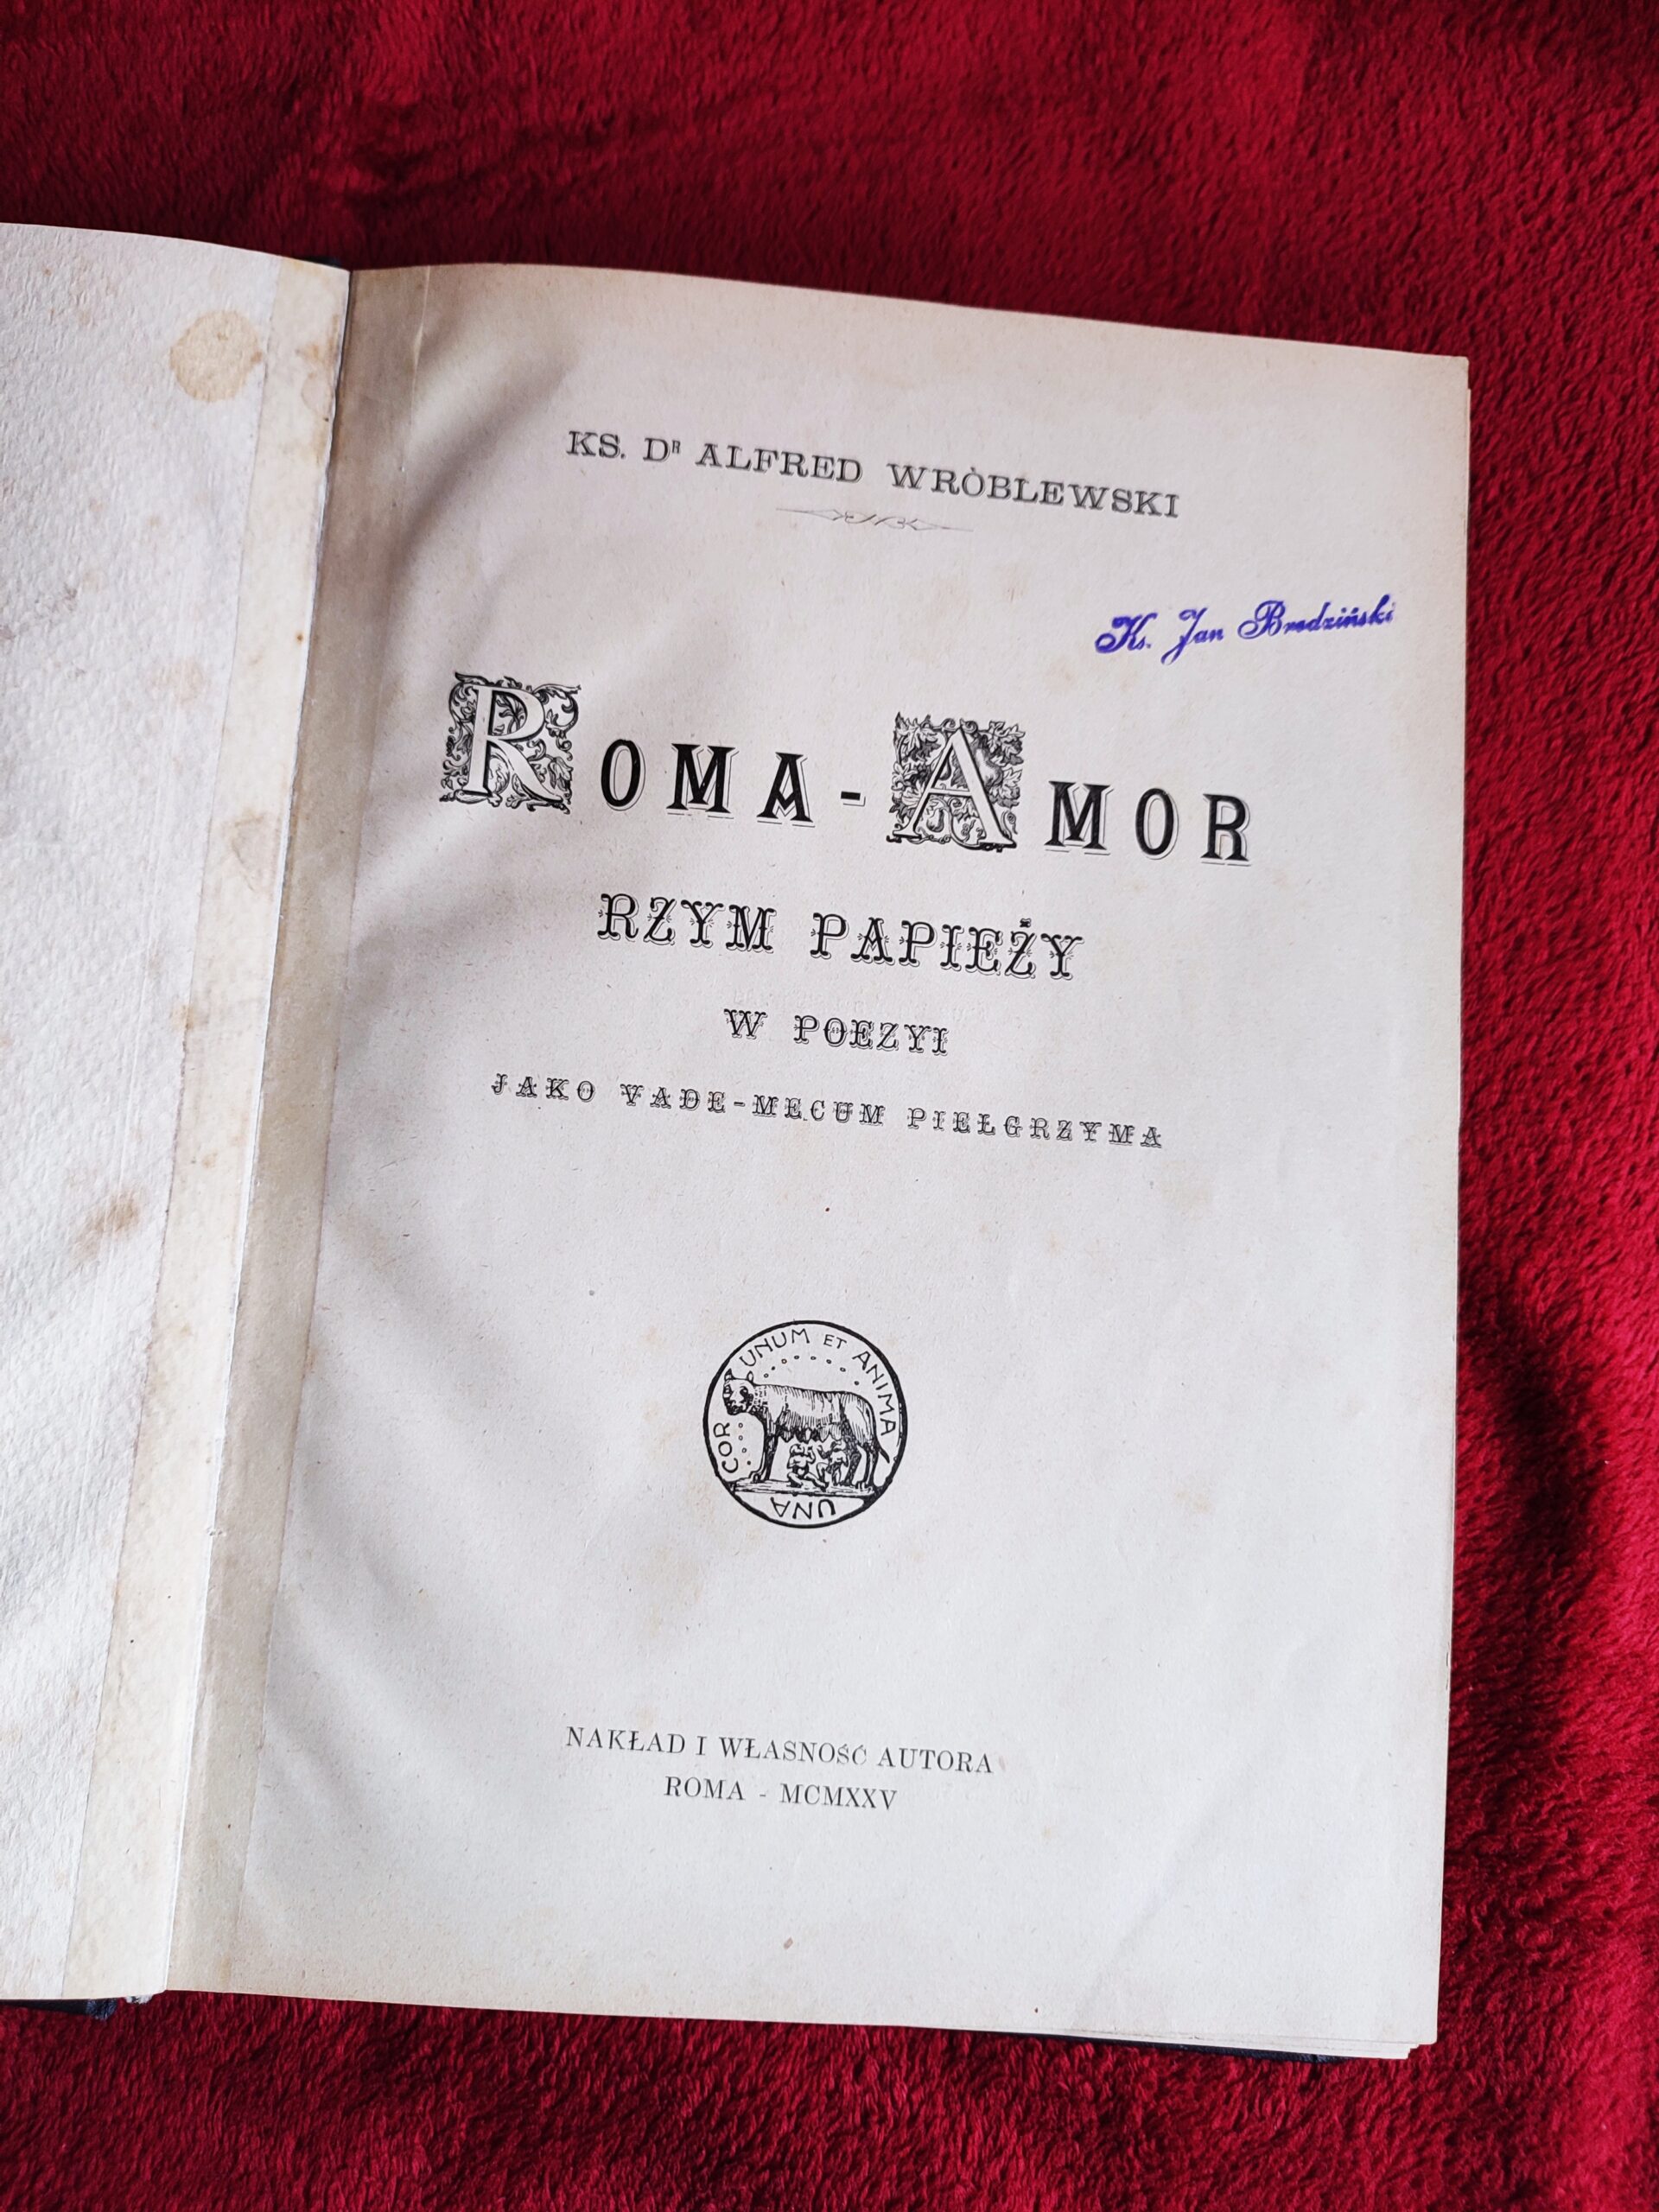 KS. Dᴿ ALFRED WRÒBLEWSKI
Ks. Jan Brodziński
ROMA - AMOR
RZYM PAPIEŻY
W POEZYI
JAKO VADE-MECUM PIEŁGRZYMA
COR UNUM ET ANIMA
UNA
NAKŁAD I WŁASNOŚĆ AUTORA
ROMA - MCMXXV